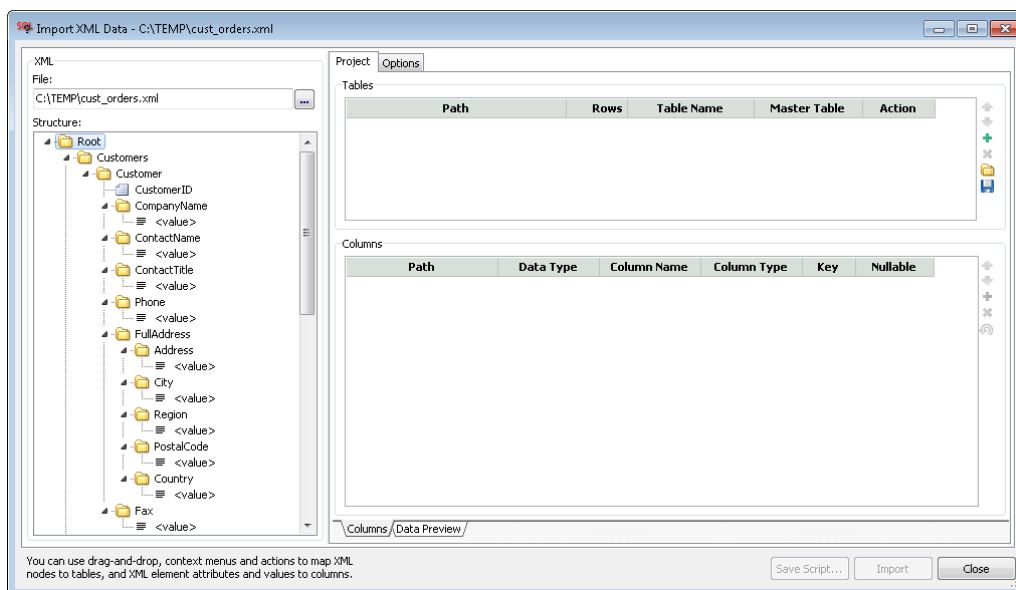 Import XML Data - C:\TEMP\cust_orders.xml
XML
File:
C:\TEMP\cust_orders.xml
...
Structure:
Root
Customers
Customer
CustomerID
CompanyName
<value>
ContactName
<value>
ContactTitle
<value>
Phone
<value>
FullAddress
Address
<value>
City
<value>
Region
<value>
PostalCode
<value>
Country
<value>
Fax
<value>
Project Options
Tables
Path Rows Table Name Master Table Action
Columns
Path Data Type Column Name Column Type Key Nullable
Columns Data Preview
You can use drag-and-drop, context menus and actions to map XML
nodes to tables, and XML element attributes and values to columns.
Save Script... Import Close